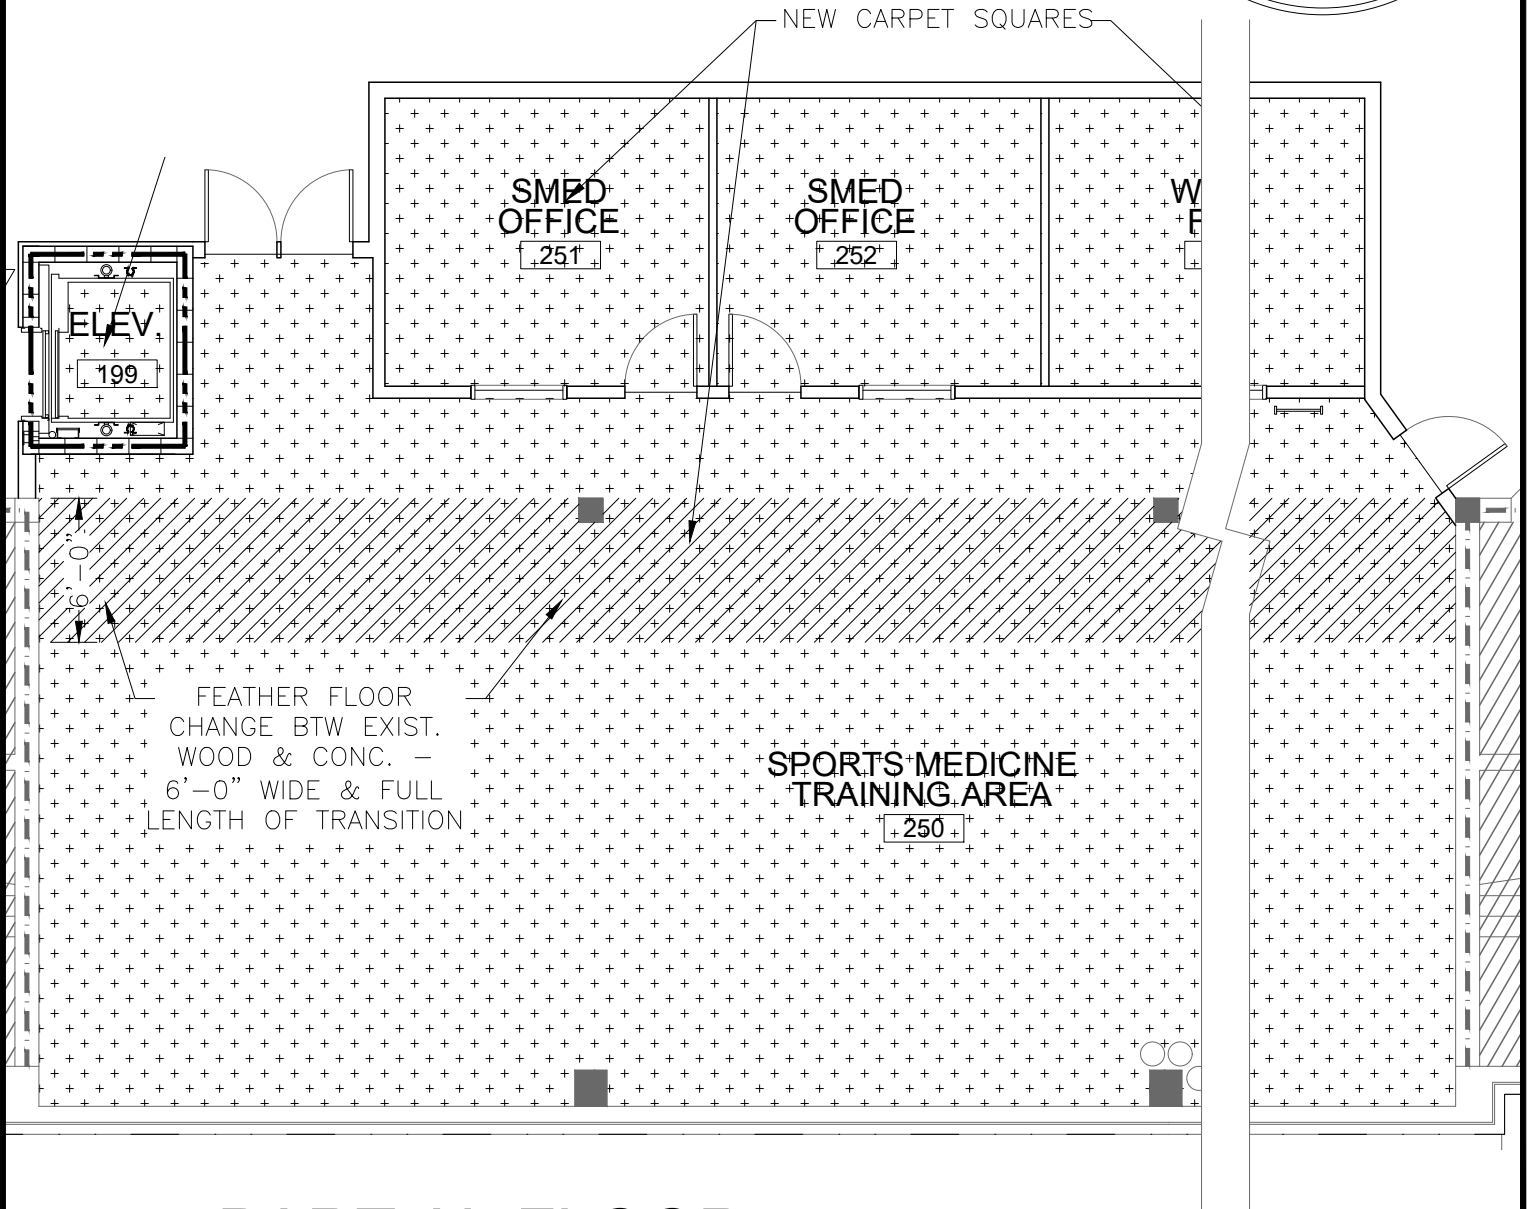 NEW CARPET SQUARES
SMED
OFFICE
251
SMED
OFFICE
252
ELEV.
199
6'-0"
FEATHER FLOOR
CHANGE BTW EXIST.
WOOD & CONC. –
6'–0" WIDE & FULL
LENGTH OF TRANSITION
SPORTS MEDICINE
TRAINING AREA
250